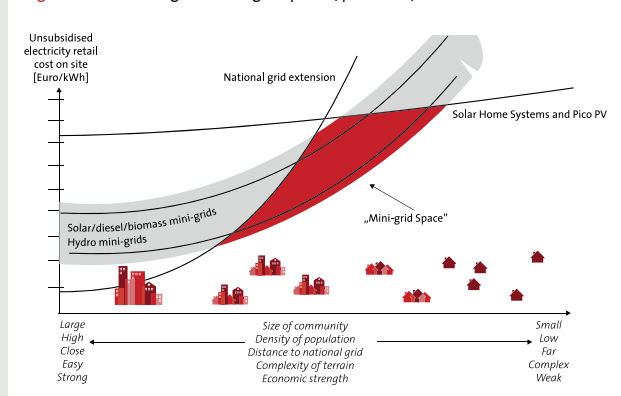 Unsubsidised
electricity retail
cost on site
[Euro/kWh]
National grid extension
Solar Home Systems and Pico PV
„Mini-grid Space”
Solar/diesel/biomass mini-grids
Hydro mini-grids
Large
High
Close
Easy
Strong
Size of community
Density of population
Distance to national grid
Complexity of terrain
Economic strength
Small
Low
Far
Complex
Weak